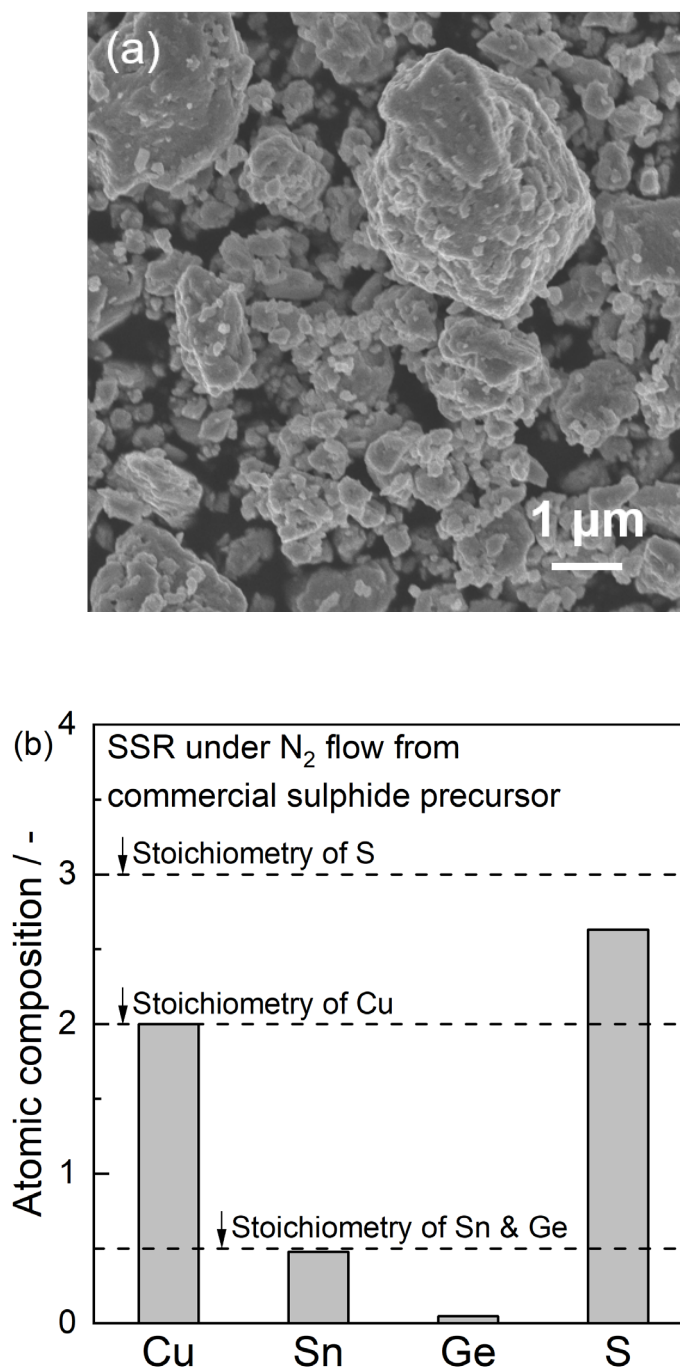 (a)
1 µm
(b)
SSR under N₂ flow from
commercial sulphide precursor
Stoichiometry of S
Stoichiometry of Cu
Stoichiometry of Sn & Ge
Atomic composition / -
4
3
2
1
0
Cu Sn Ge S